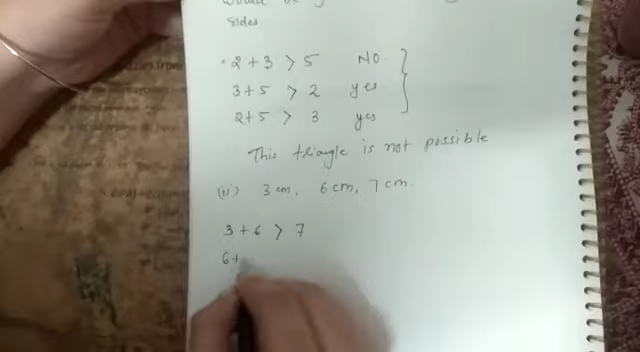 sides
2 + 3 > 5 NO
3 + 5 > 2 yes
2 + 5 > 3 yes
This triangle is not possible
(ii) 3 cm, 6 cm, 7 cm.
3 + 6 > 7
6 +